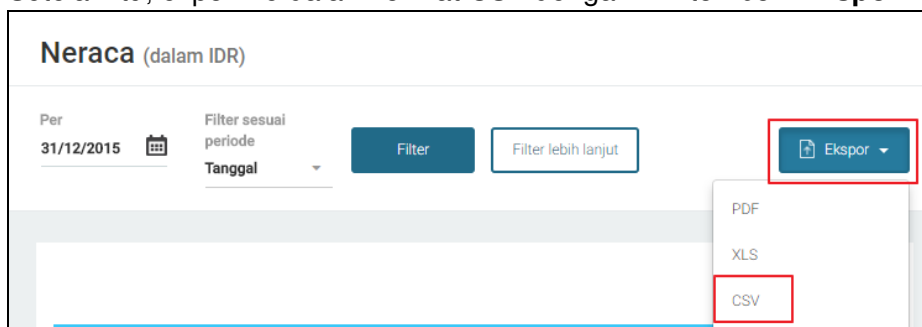 Neraca (dalam IDR)
Per
31/12/2015
Filter sesuai
periode
Tanggal
Filter
Filter lebih lanjut
Ekspor
PDF
XLS
CSV